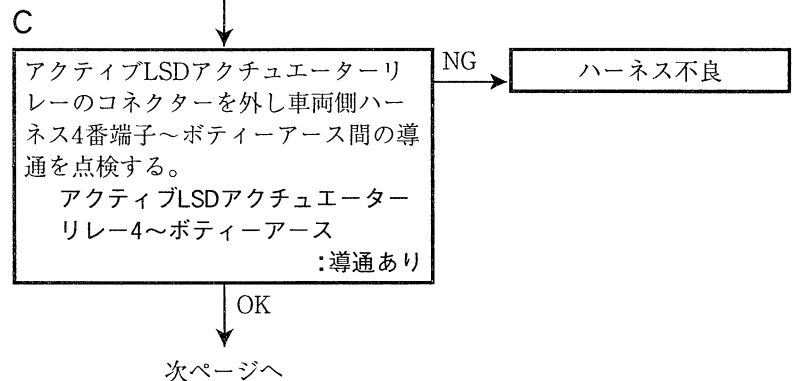 C
アクティブLSDアクチュエーターリ
レーのコネクターを外し車両側ハー
ネス4番端子～ボティーアース間の導
通を点検する。
アクティブLSDアクチュエーター
リレー4～ボティーアース
:導通あり
NG
ハーネス不良
OK
次ページへ